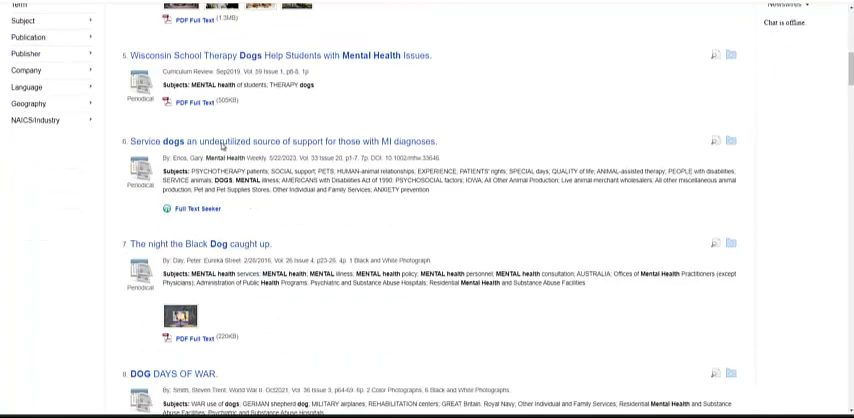 Term
Subject
Publication
Publisher
Company
Language
Geography
NAICS/Industry
Newswires
Chat is offline.
PDF Full Text (1.3MB)
5. Wisconsin School Therapy Dogs Help Students with Mental Health Issues.
Curriculum Review. Sep2019, Vol. 59 Issue 1, p8-8. 1p.
Subjects: MENTAL health of students; THERAPY dogs
Periodical
PDF Full Text (505KB)
6. Service dogs an underutilized source of support for those with MI diagnoses.
By: Enos, Gary. Mental Health Weekly. 5/22/2023, Vol. 33 Issue 20, p1-7. 7p. DOI: 10.1002/mhw.33646.
Subjects: PSYCHOTHERAPY patients; SOCIAL support; PETS; HUMAN-animal relationships; EXPERIENCE; PATIENTS' rights; SPECIAL days; QUALITY of life; ANIMAL-assisted therapy; PEOPLE with disabilities;
SERVICE animals; DOGS; MENTAL illness; AMERICANS with Disabilities Act of 1990; PSYCHOSOCIAL factors; IOWA; All Other Animal Production; Live animal merchant wholesalers; All other miscellaneous animal
Periodical
production; Pet and Pet Supplies Stores; Other Individual and Family Services; ANXIETY prevention
Full Text Seeker
7. The night the Black Dog caught up.
By: Day, Peter. Eureka Street. 2/28/2016, Vol. 26 Issue 4, p23-26. 4p. 1 Black and White Photograph.
Subjects: MENTAL health services; MENTAL health; MENTAL illness; MENTAL health policy; MENTAL health personnel; MENTAL health consultation; AUSTRALIA; Offices of Mental Health Practitioners (except
Physicians); Administration of Public Health Programs; Psychiatric and Substance Abuse Hospitals; Residential Mental Health and Substance Abuse Facilities
Periodical
PDF Full Text (220KB)
8. DOG DAYS OF WAR.
By: Smith, Steven Trent. World War II. Oct2021, Vol. 36 Issue 3, p64-69. 6p. 2 Color Photographs, 6 Black and White Photographs.
Subjects: WAR use of dogs; GERMAN shepherd dog; MILITARY airplanes; REHABILITATION centers; GREAT Britain. Royal Navy; Other Individual and Family Services; Residential Mental Health and Substance
Abuse Facilities; Psychiatric and Substance Abuse Hospitals